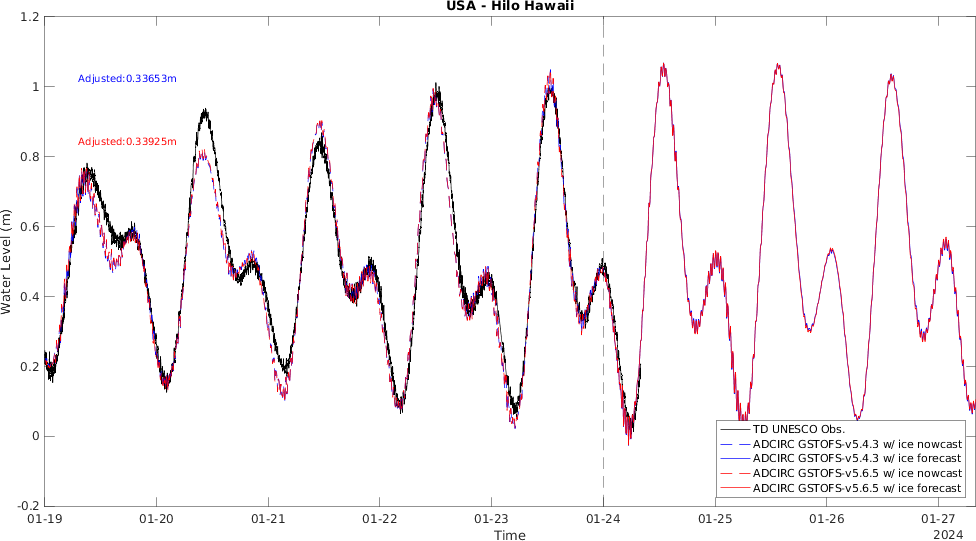 USA - Hilo Hawaii
1.2
1
0.8
0.6
0.4
0.2
0
-0.2
Water Level (m)
Adjusted:0.33653m
Adjusted:0.33925m
TD UNESCO Obs.
ADCIRC GSTOFS-v5.4.3 w/ ice nowcast
ADCIRC GSTOFS-v5.4.3 w/ ice forecast
ADCIRC GSTOFS-v5.6.5 w/ ice nowcast
ADCIRC GSTOFS-v5.6.5 w/ ice forecast
01-19 01-20 01-21 01-22 01-23 01-24 01-25 01-26 01-27
Time
2024